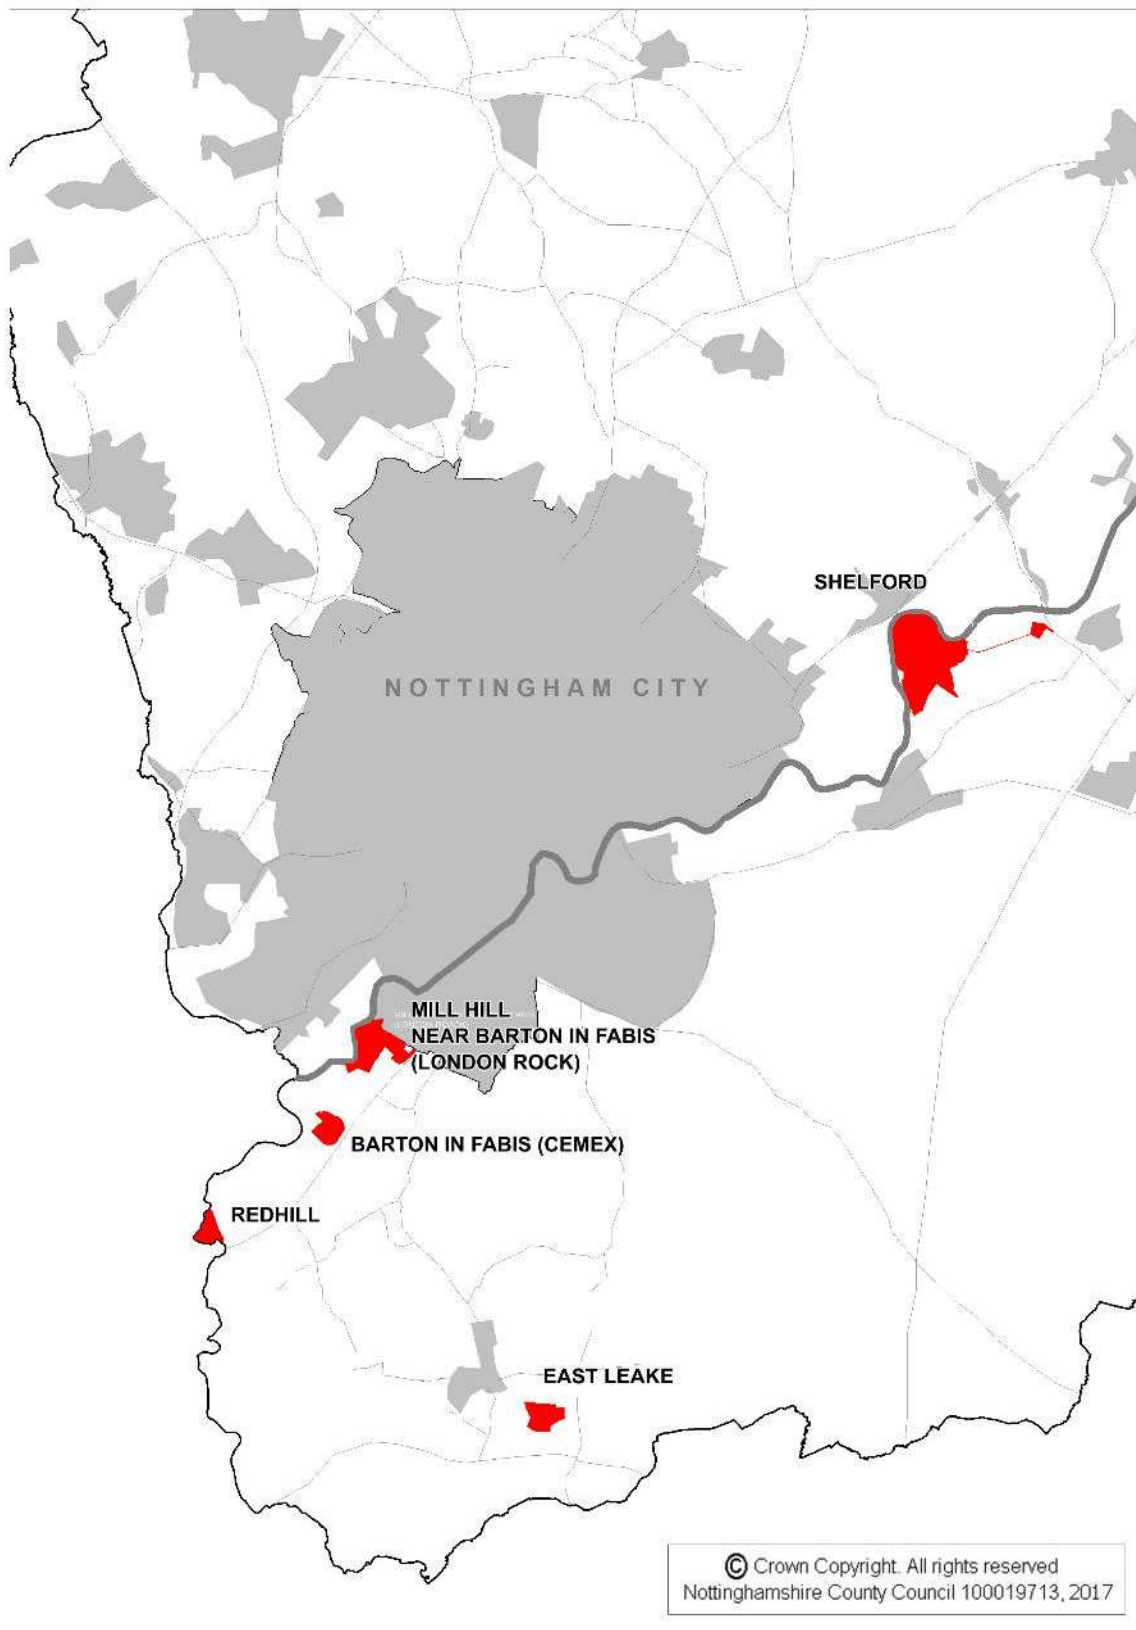 SHELFORD
NOTTINGHAM CITY
MILL HILL
NEAR BARTON IN FABIS
(LONDON ROCK)
BARTON IN FABIS (CEMEX)
REDHILL
EAST LEAKE
© Crown Copyright. All rights reserved
Nottinghamshire County Council 100019713, 2017